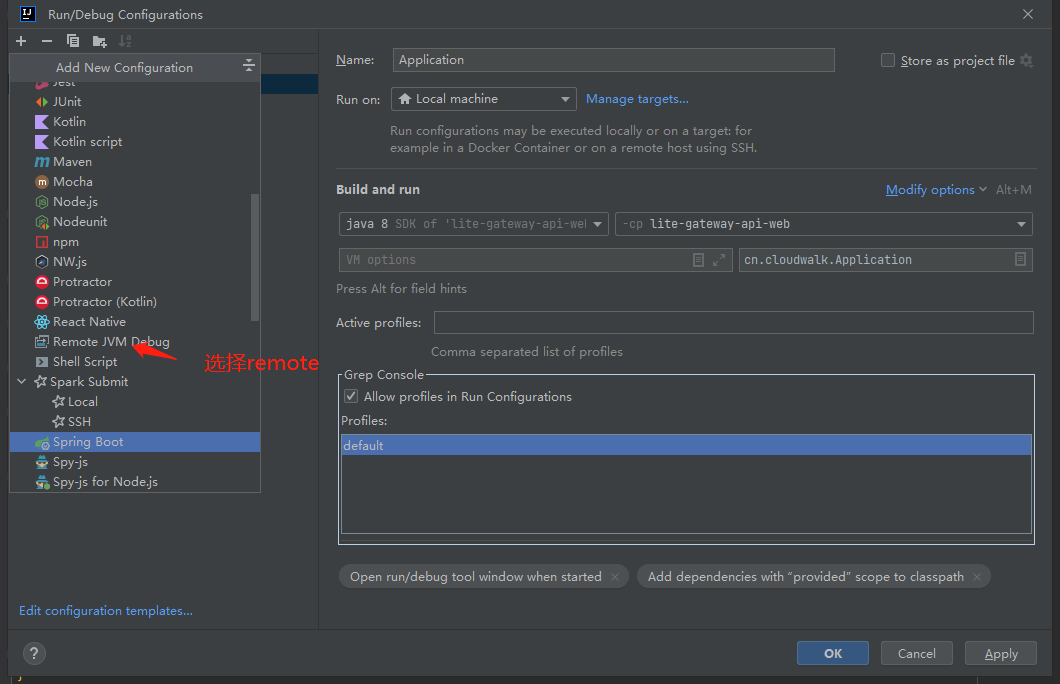 Run/Debug Configurations
Add New Configuration
Jest
JUnit
Kotlin
Kotlin script
Maven
Mocha
Node.js
Nodeunit
npm
NW.js
Protractor
Protractor (Kotlin)
React Native
Remote JVM Debug
选择remote
Shell Script
Spark Submit
Local
SSH
Spring Boot
Spy-js
Spy-js for Node.js
Edit configuration templates...
Name: Application
Store as project file
Run on: Local machine Manage targets...
Run configurations may be executed locally or on a target: for
example in a Docker Container or on a remote host using SSH.
Build and run
Modify options Alt+M
java 8 SDK of 'lite-gateway-api-we
-cp lite-gateway-api-web
VM options
cn.cloudwalk.Application
Press Alt for field hints
Active profiles:
Comma separated list of profiles
Grep Console
Allow profiles in Run Configurations
Profiles:
default
Open run/debug tool window when started
Add dependencies with “provided” scope to classpath
?
OK
Cancel
Apply